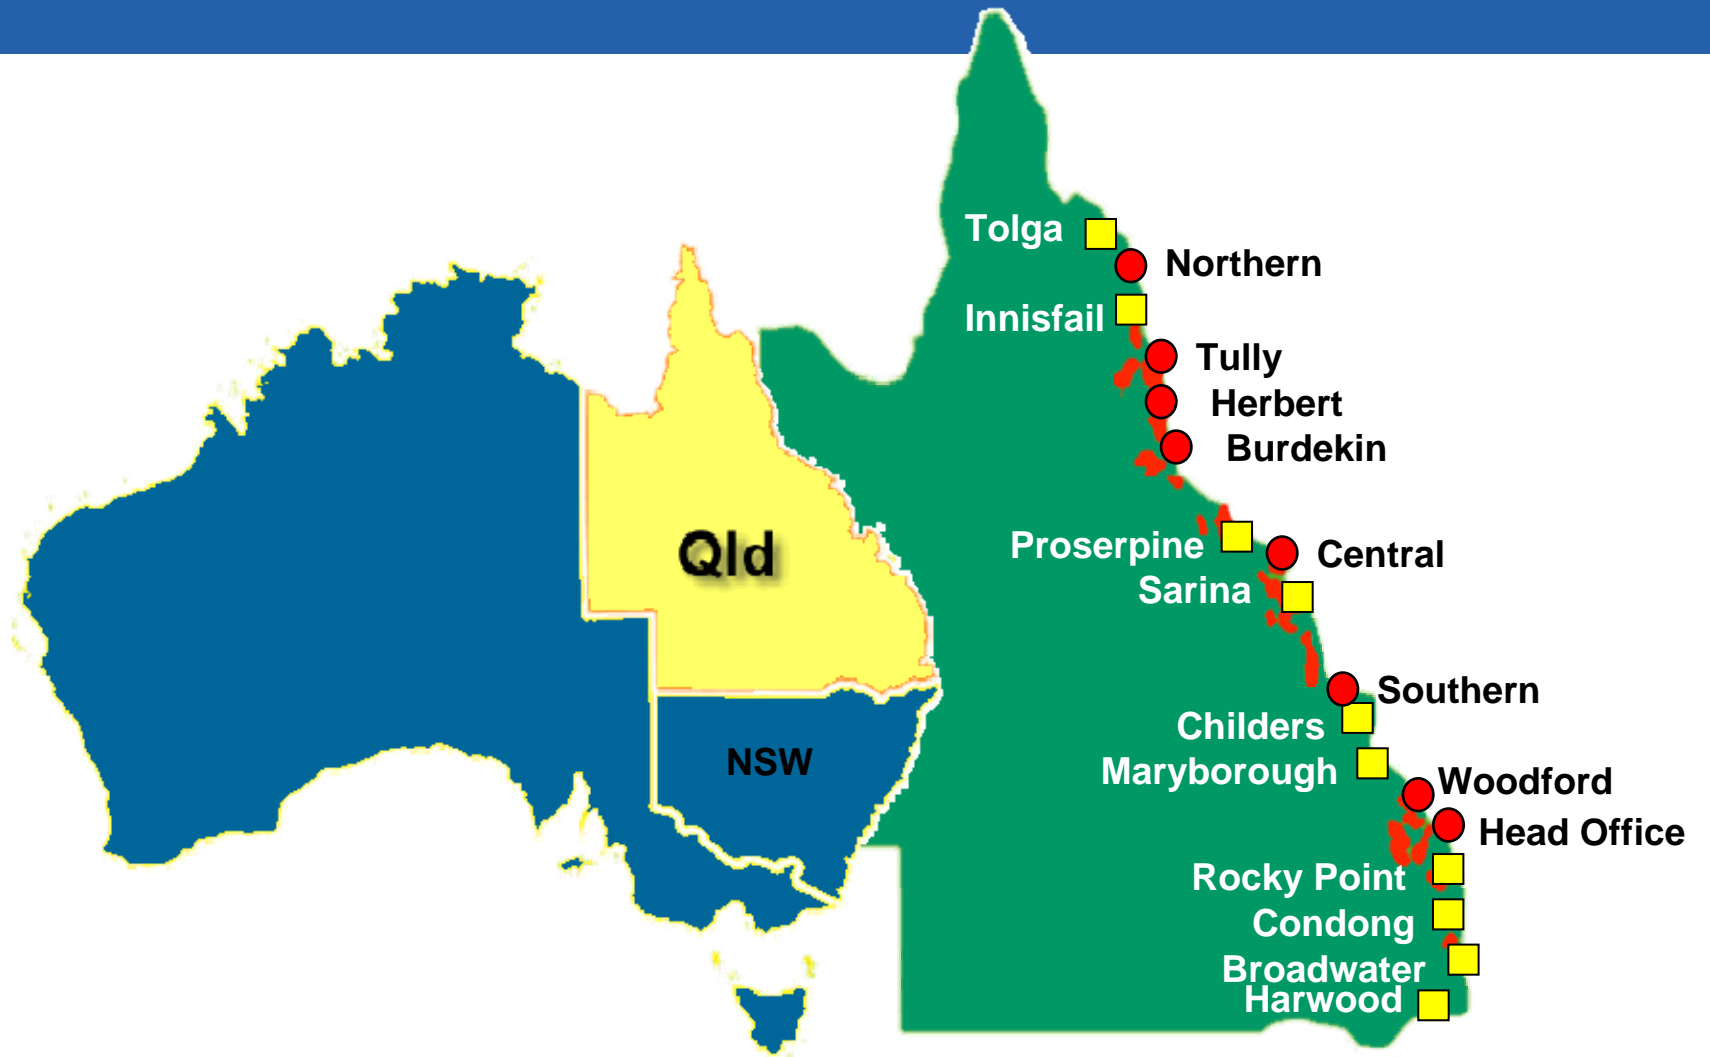 Tolga
Northern
Innisfail
Tully
Herbert
Burdekin
Qld
Proserpine
Central
Sarina
Southern
Childers
NSW
Maryborough
Woodford
Head Office
Rocky Point
Condong
Broadwater
Harwood